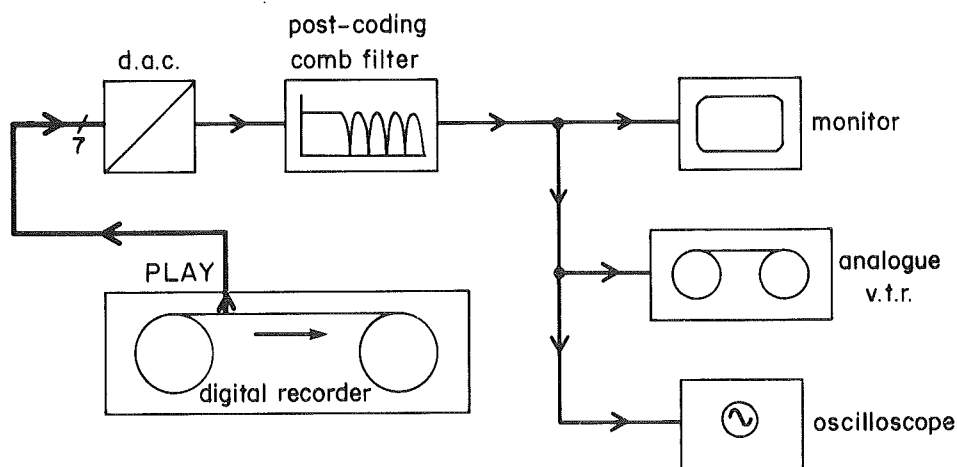 post-coding
comb filter
d.a.c.
7
monitor
PLAY
analogue
v.t.r.
digital recorder
oscilloscope